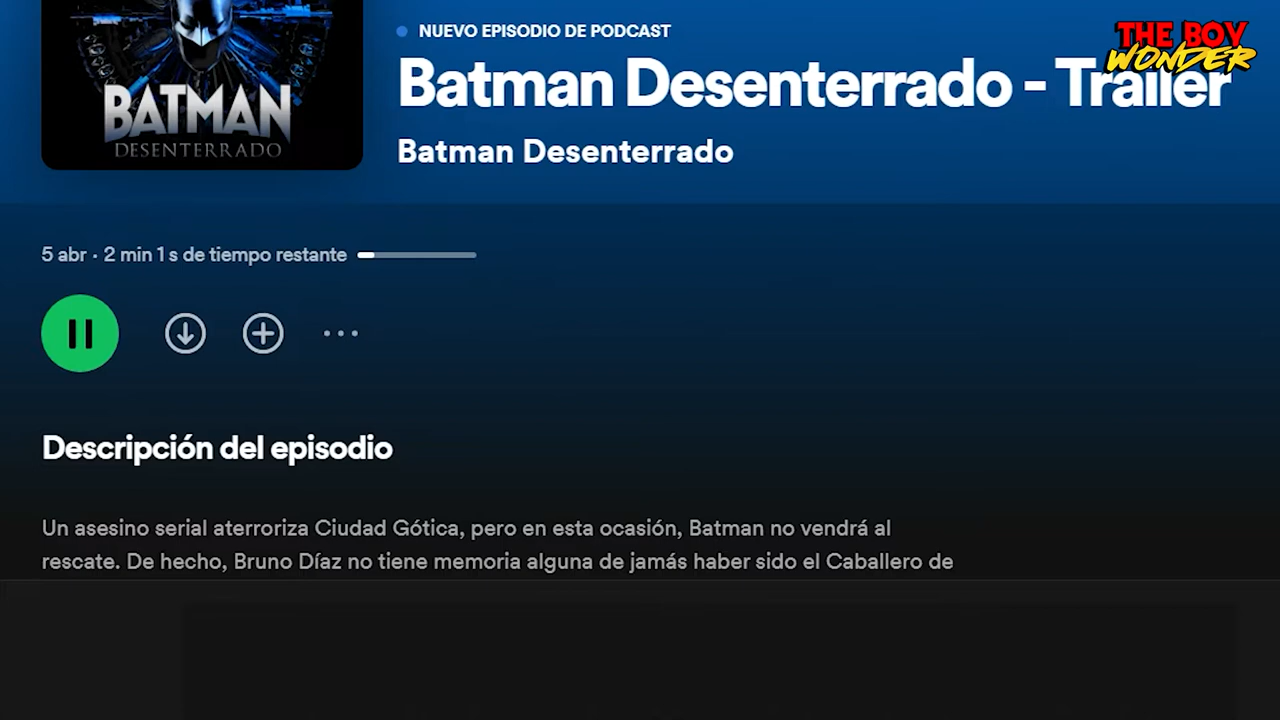 NUEVO EPISODIO DE PODCAST
THE BOY
WONDER
Batman Desenterrado - Trailer
Batman Desenterrado
BATMAN
DESENTERRADO
5 abr · 2 min 1 s de tiempo restante
Descripción del episodio
Un asesino serial aterroriza Ciudad Gótica, pero en esta ocasión, Batman no vendrá al
rescate. De hecho, Bruno Díaz no tiene memoria alguna de jamás haber sido el Caballero de